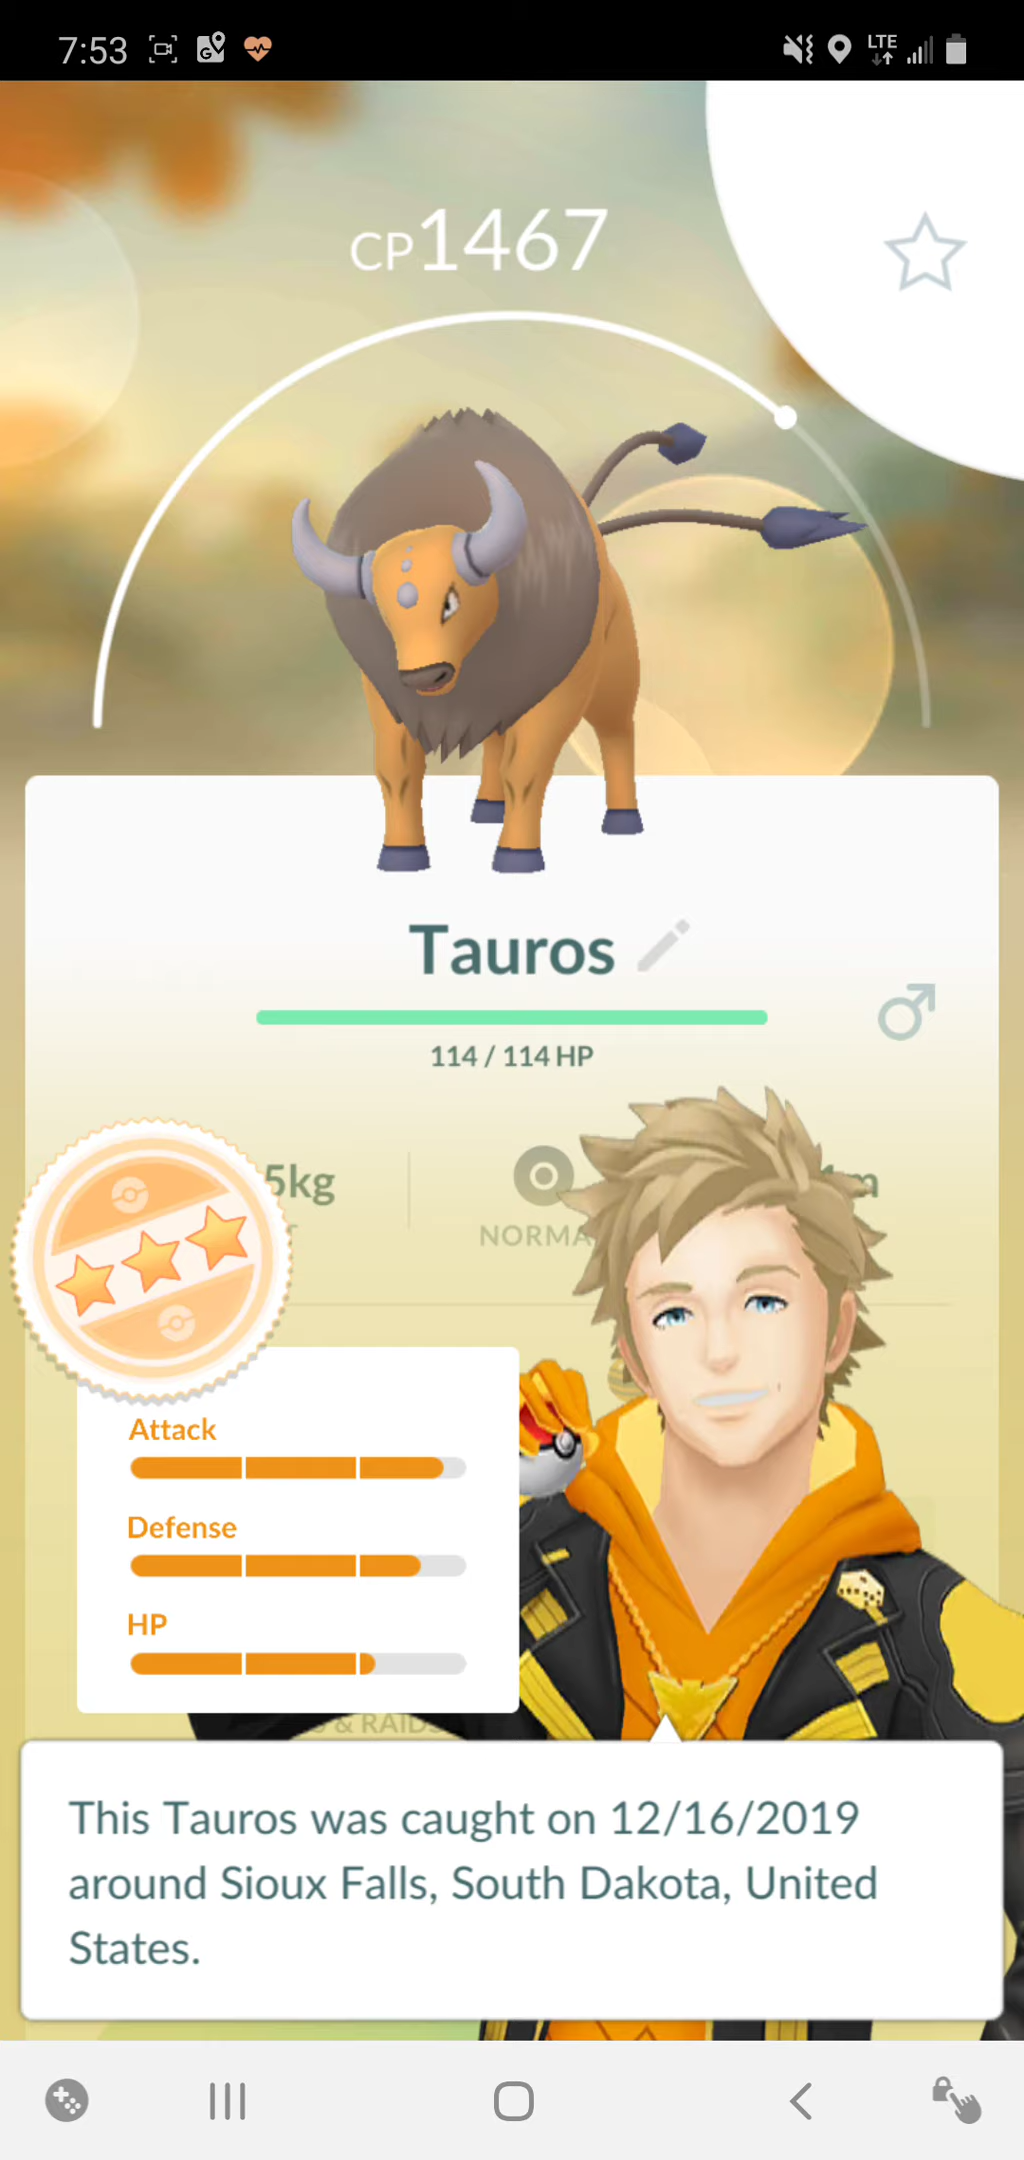 7:53
LTE
CP1467
Tauros
114 / 114 HP
5kg
NORMA
Attack
Defense
HP
& RAIDS
This Tauros was caught on 12/16/2019
around Sioux Falls, South Dakota, United
States.